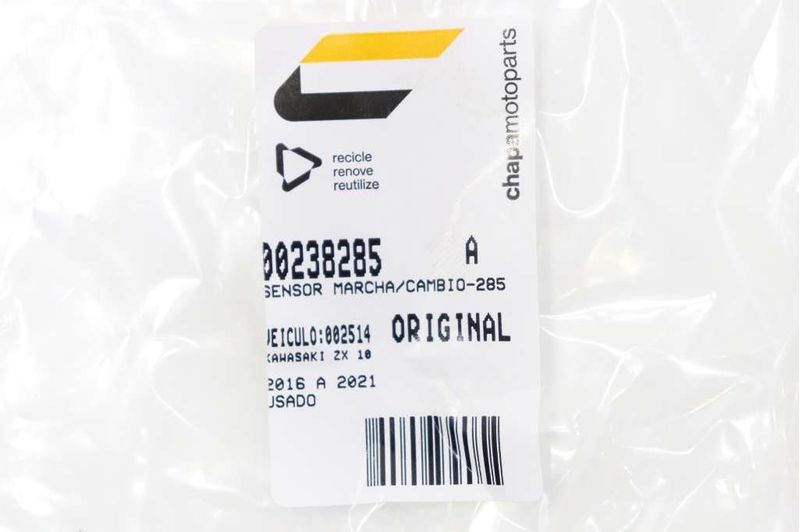 chapamotoparts
recicle
renove
reutilize
00238285 A
SENSOR MARCHA/CAMBIO-285
VEICULO:002514 ORIGINAL
KAWASAKI ZX 10
2016 A 2021
USADO